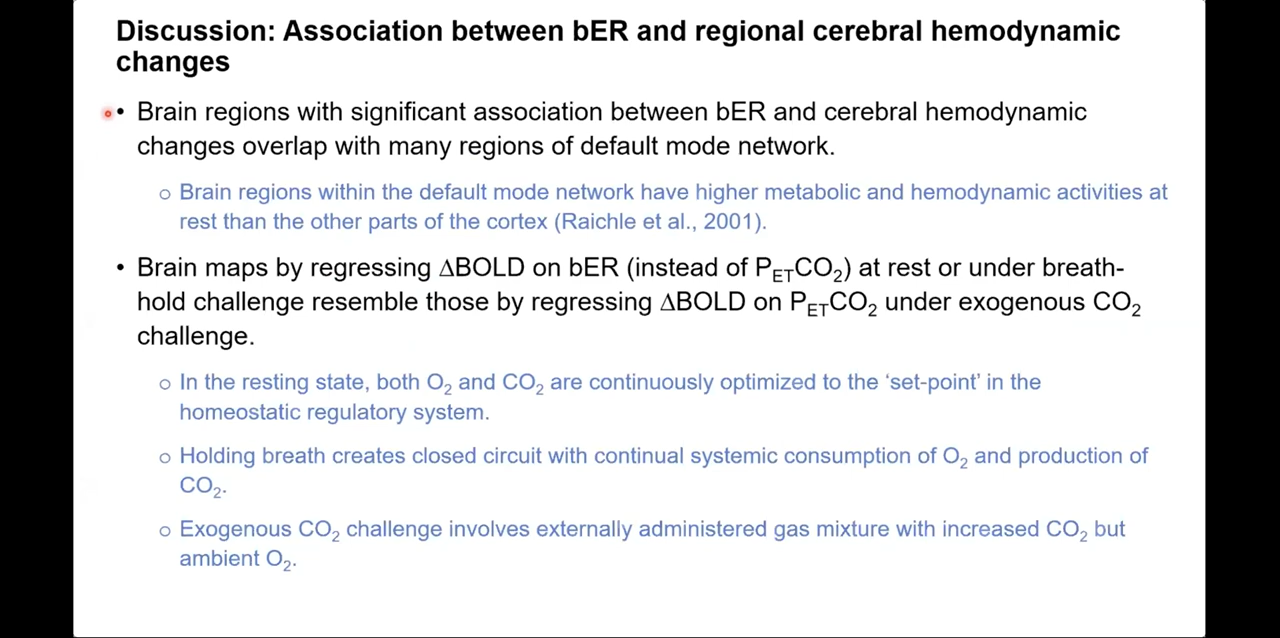 Discussion: Association between bER and regional cerebral hemodynamic
changes
• Brain regions with significant association between bER and cerebral hemodynamic
changes overlap with many regions of default mode network.
○ Brain regions within the default mode network have higher metabolic and hemodynamic activities at
rest than the other parts of the cortex (Raichle et al., 2001).
• Brain maps by regressing ∆BOLD on bER (instead of P_ETCO₂) at rest or under breath-
hold challenge resemble those by regressing ∆BOLD on P_ETCO₂ under exogenous CO₂
challenge.
○ In the resting state, both O₂ and CO₂ are continuously optimized to the ‘set-point’ in the
homeostatic regulatory system.
○ Holding breath creates closed circuit with continual systemic consumption of O₂ and production of
CO₂.
○ Exogenous CO₂ challenge involves externally administered gas mixture with increased CO₂ but
ambient O₂.